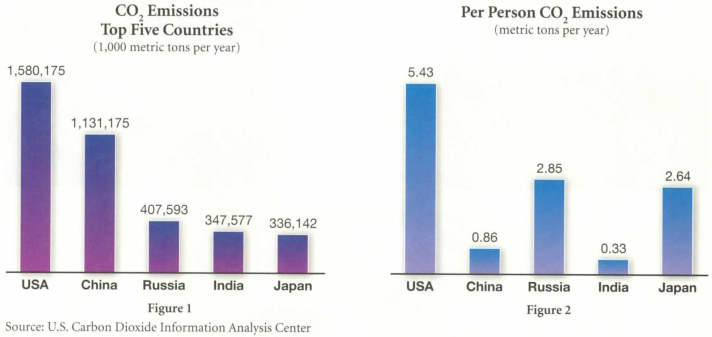 CO₂ Emissions
Top Five Countries
(1,000 metric tons per year)
1,580,175
1,131,175
407,593
347,577
336,142
USA China Russia India Japan
Figure 1
Source: U.S. Carbon Dioxide Information Analysis Center
Per Person CO₂ Emissions
(metric tons per year)
5.43
0.86
2.85
0.33
2.64
USA China Russia India Japan
Figure 2